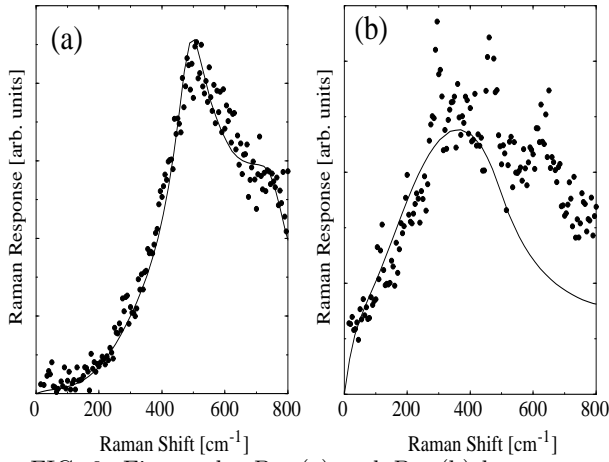 (a)
(b)
Raman Response [arb. units]
Raman Response [arb. units]
0 200 400 600 800
0 200 400 600 800
Raman Shift [cm-1]
Raman Shift [cm-1]